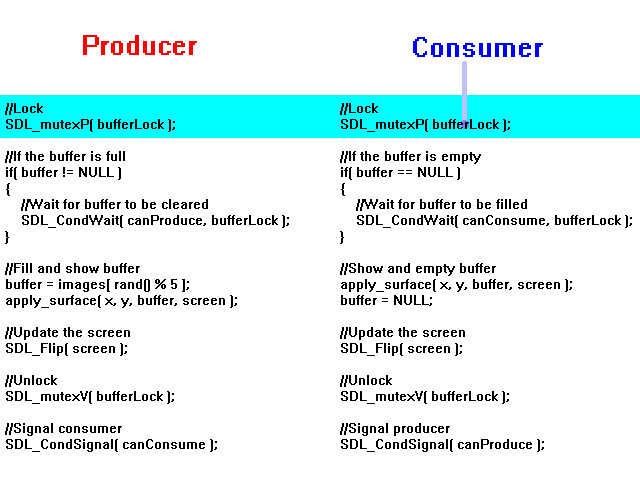 Producer
//Lock
SDL_mutexP( bufferLock );
//If the buffer is full
if( buffer != NULL )
{
//Wait for buffer to be cleared
SDL_CondWait( canProduce, bufferLock );
}
//Fill and show buffer
buffer = images[ rand() % 5 ];
apply_surface( x, y, buffer, screen );
//Update the screen
SDL_Flip( screen );
//Unlock
SDL_mutexV( bufferLock );
//Signal consumer
SDL_CondSignal( canConsume );
Consumer
//Lock
SDL_mutexP( bufferLock );
//If the buffer is empty
if( buffer == NULL )
{
//Wait for buffer to be filled
SDL_CondWait( canConsume, bufferLock );
}
//Show and empty buffer
apply_surface( x, y, buffer, screen );
buffer = NULL;
//Update the screen
SDL_Flip( screen );
//Unlock
SDL_mutexV( bufferLock );
//Signal producer
SDL_CondSignal( canProduce );